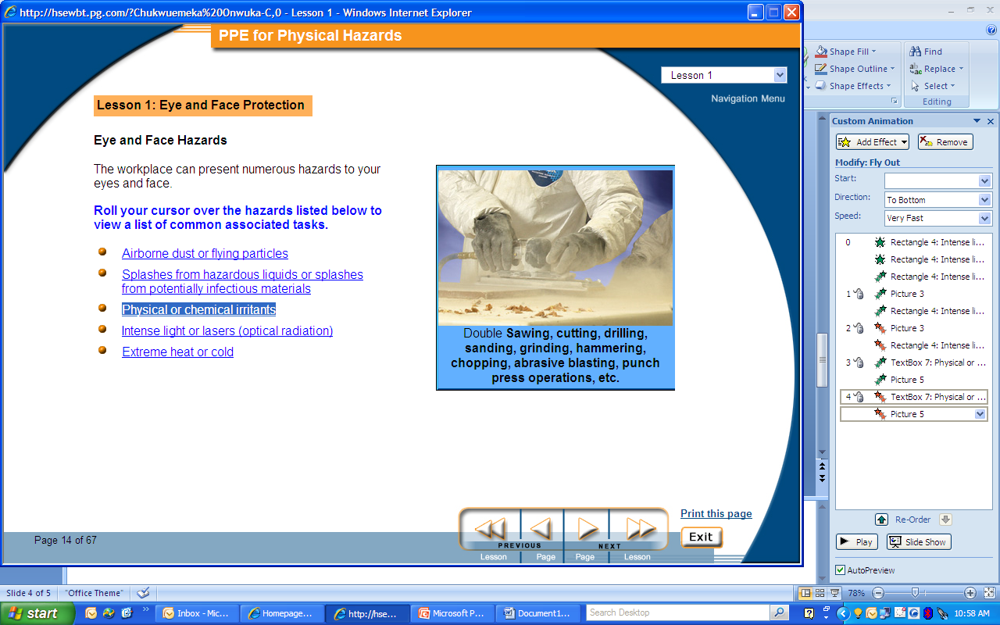 http://hsewbt.pg.com/?Chukwuemeka%20Onwuka-C,0 - Lesson 1 - Windows Internet Explorer
PPE for Physical Hazards
Lesson 1
Navigation Menu
Lesson 1: Eye and Face Protection
Eye and Face Hazards
The workplace can present numerous hazards to your
eyes and face.
Roll your cursor over the hazards listed below to
view a list of common associated tasks.
Airborne dust or flying particles
Splashes from hazardous liquids or splashes
from potentially infectious materials
Physical or chemical irritants
Intense light or lasers (optical radiation)
Extreme heat or cold
Double Sawing, cutting, drilling,
sanding, grinding, hammering,
chopping, abrasive blasting, punch
press operations, etc.
Print this page
Exit
PREVIOUS NEXT
Lesson Page Page Lesson
Page 14 of 67
Shape Fill
Shape Outline
Shape Effects
Find
Replace
Select
Editing
Custom Animation
Add Effect Remove
Modify: Fly Out
Start:
Direction: To Bottom
Speed: Very Fast
0 Rectangle 4: Intense li...
Rectangle 4: Intense li...
Rectangle 4: Intense li...
1 Picture 3
Rectangle 4: Intense li...
2 Picture 3
Rectangle 4: Intense li...
3 TextBox 7: Physical or ...
Picture 5
4 TextBox 7: Physical or ...
Picture 5
Re-Order
Play Slide Show
AutoPreview
Slide 4 of 5 "Office Theme" 78%
start Inbox - Mic... Homepage... http://hse... Microsoft P... Document1... Search Desktop 10:58 AM